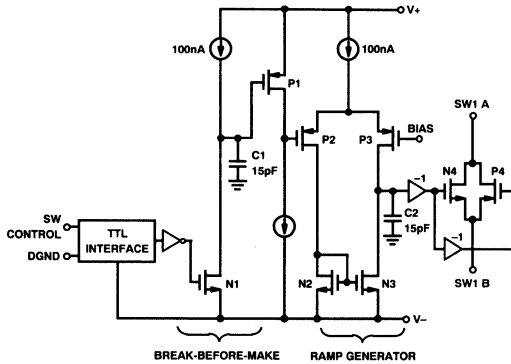 V+
100nA
100nA
P1
P2
P3
BIAS
SW1 A
C1
15pF
N4
P4
–1
C2
15pF
–1
SW
CONTROL
TTL
INTERFACE
DGND
N1
N2
N3
SW1 B
V–
BREAK-BEFORE-MAKE
RAMP GENERATOR